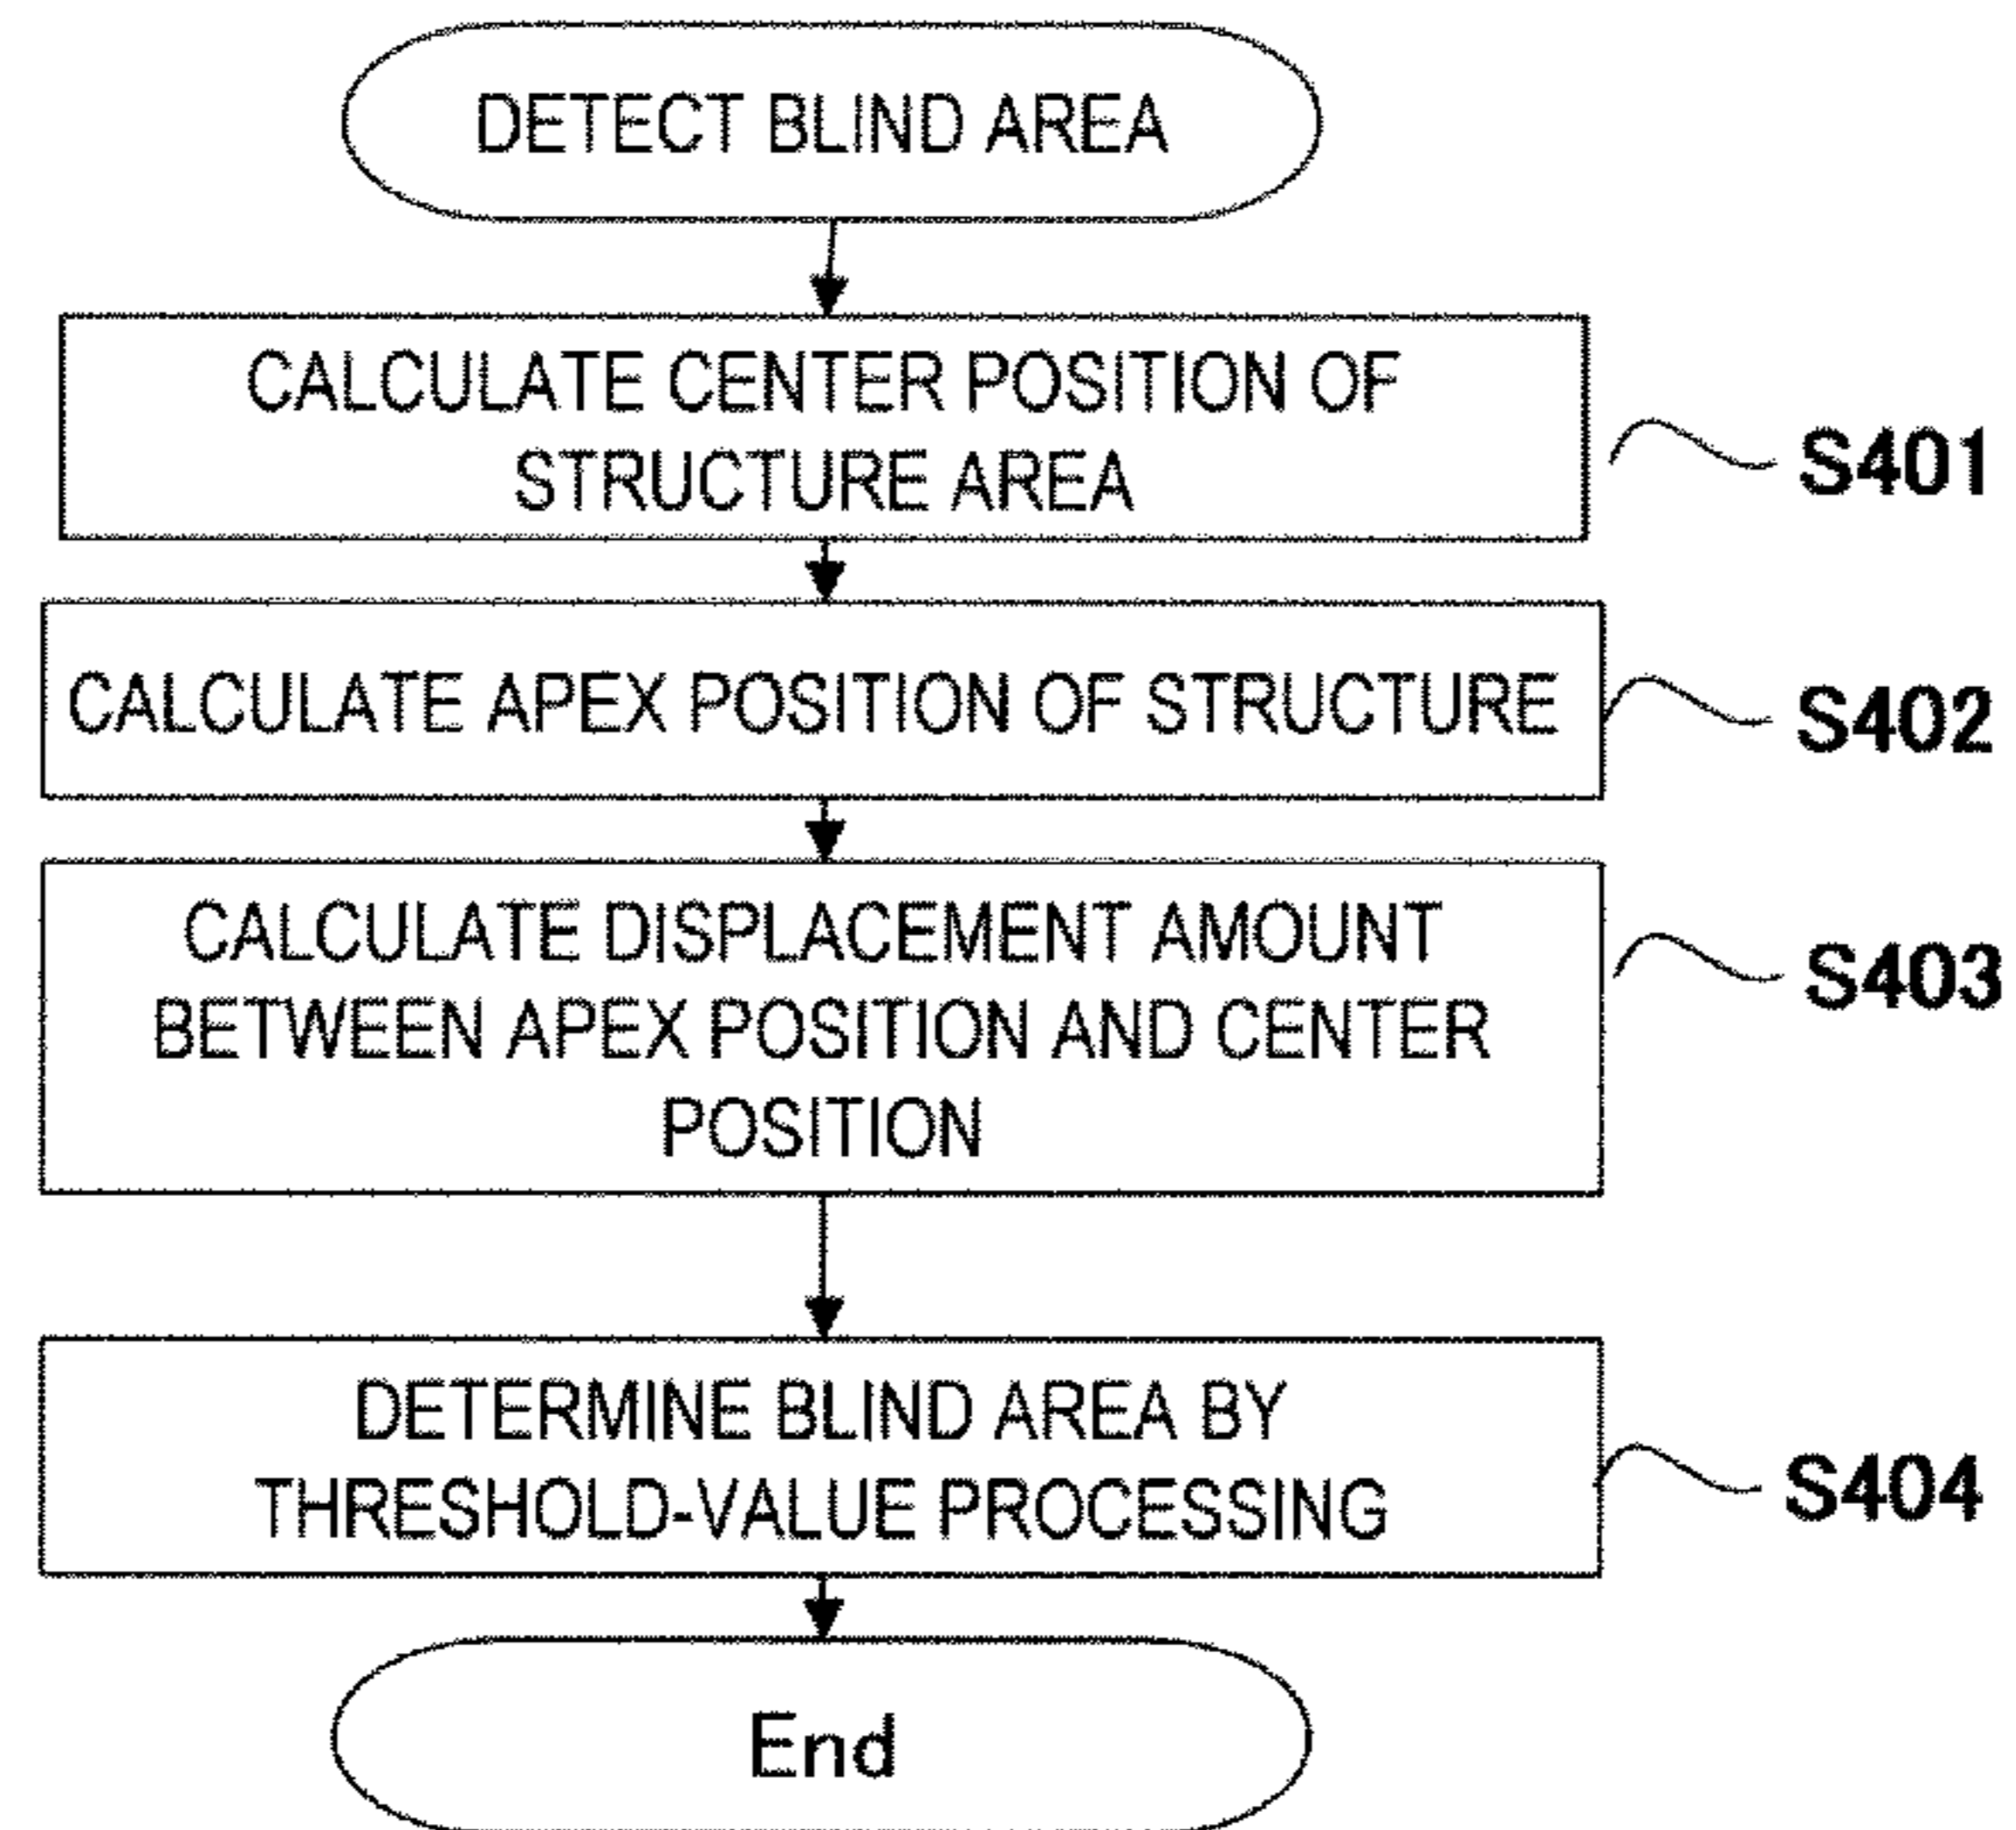 DETECT BLIND AREA
CALCULATE CENTER POSITION OF
STRUCTURE AREA
S401
CALCULATE APEX POSITION OF STRUCTURE
S402
CALCULATE DISPLACEMENT AMOUNT
BETWEEN APEX POSITION AND CENTER
POSITION
S403
DETERMINE BLIND AREA BY
THRESHOLD-VALUE PROCESSING
S404
End